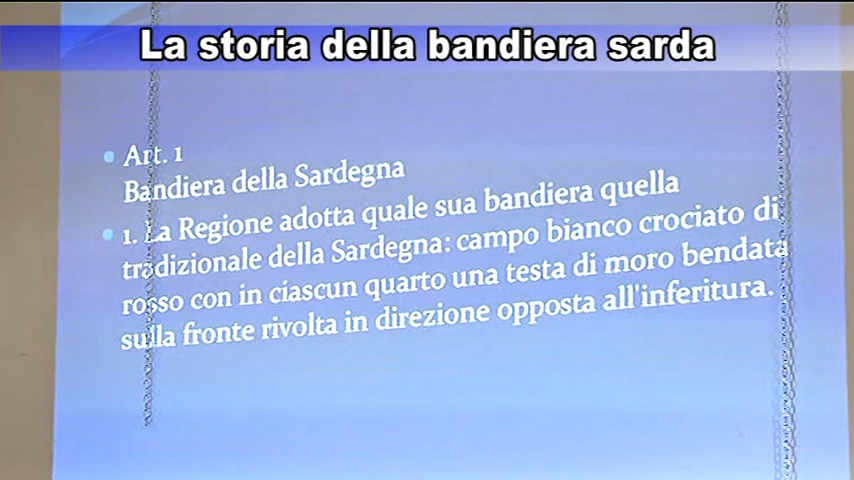 La storia della bandiera sarda
Art. 1
Bandiera della Sardegna
1. La Regione adotta quale sua bandiera quella
tradizionale della Sardegna: campo bianco crociato di
rosso con in ciascun quarto una testa di moro bendata
sulla fronte rivolta in direzione opposta all'inferitura.